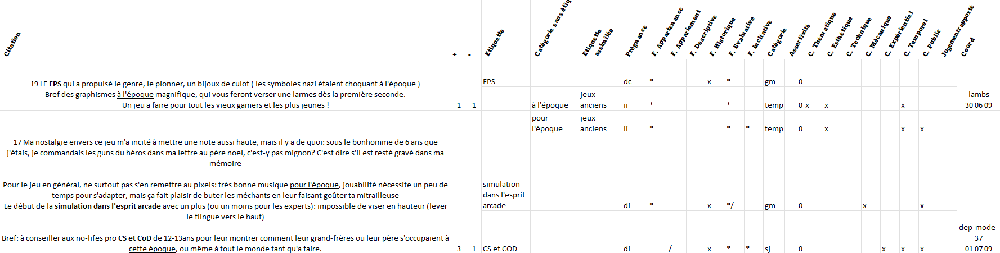 Citation + - Etiquette Catégorie sans étiq Etiquette assimilée Prégnance F. Appartenance F. Appariement F. Descriptive F. Historique F. Evaluative F. Incitative Catégorie Assertivité C. Thématique C. Esthétique C. Technique C. Mécanique C. Expérientiel C. Temporel C. Public Jugementrapporté Coord
FPS dc * x * gm 0
19 LE FPS qui a propulsé le genre, le pionner, un bijoux de culot ( les symboles nazi étaient choquant à l'époque )
Bref des graphismes à l'époque magnifique, qui vous feront verser une larmes dès la première seconde.
Un jeu a faire pour tout les vieux gamers et les plus jeunes !
1 1 à l'époque jeux anciens ii * * temp 0 x x x lambs 30 06 09
pour l'époque jeux anciens ii * * * temp 0 x x x
17 Ma nostalgie envers ce jeu m'a incité à mettre une note aussi haute, mais il y a de quoi: sous le bonhomme de 6 ans que
j'étais, je commandais les guns du héros dans ma lettre au père noel, c'est-y pas mignon? C'est dire s'il est resté gravé dans ma
mémoire
Pour le jeu en général, ne surtout pas s'en remettre au pixels: très bonne musique pour l'époque, jouabilité nécessite un peu de
temps pour s'adapter, mais ça fait plaisir de buter les méchants en leur faisant goûter ta mitrailleuse
Le début de la simulation dans l'esprit arcade avec un plus (ou un moins pour les experts): impossible de viser en hauteur (lever
le flingue vers le haut)
simulation dans l'esprit arcade di * x */ gm 0 x x
Bref: à conseiller aux no-lifes pro CS et CoD de 12-13ans pour leur montrer comment leur grand-frères ou leur père s'occupaient à
cette époque, ou même à tout le monde tant qu'a faire.
3 1 CS et COD di / x * * sj 0 x x x dep-mode-37 01 07 09